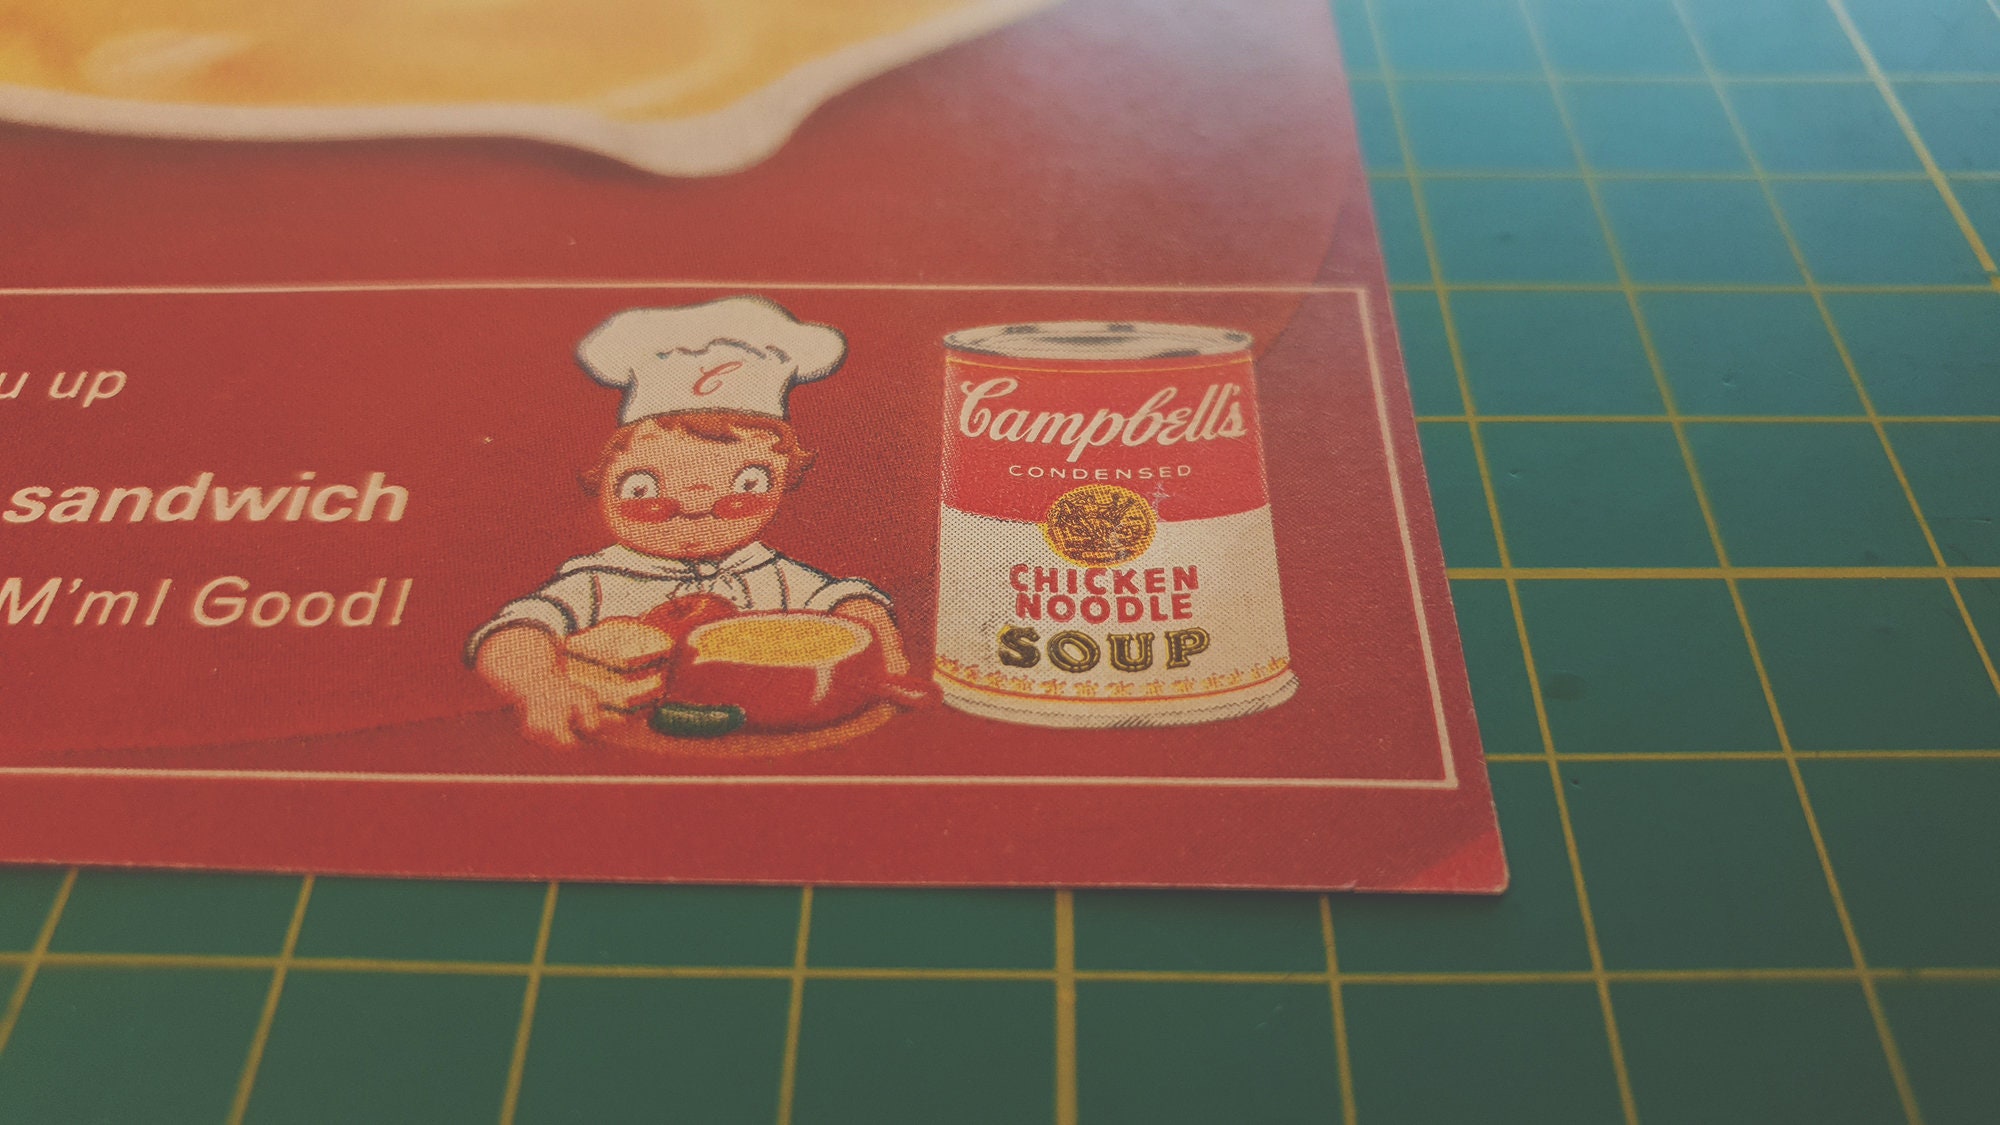 u up
sandwich
M'm! Good!
C
Campbell's
CONDENSED
CHICKEN
NOODLE
SOUP